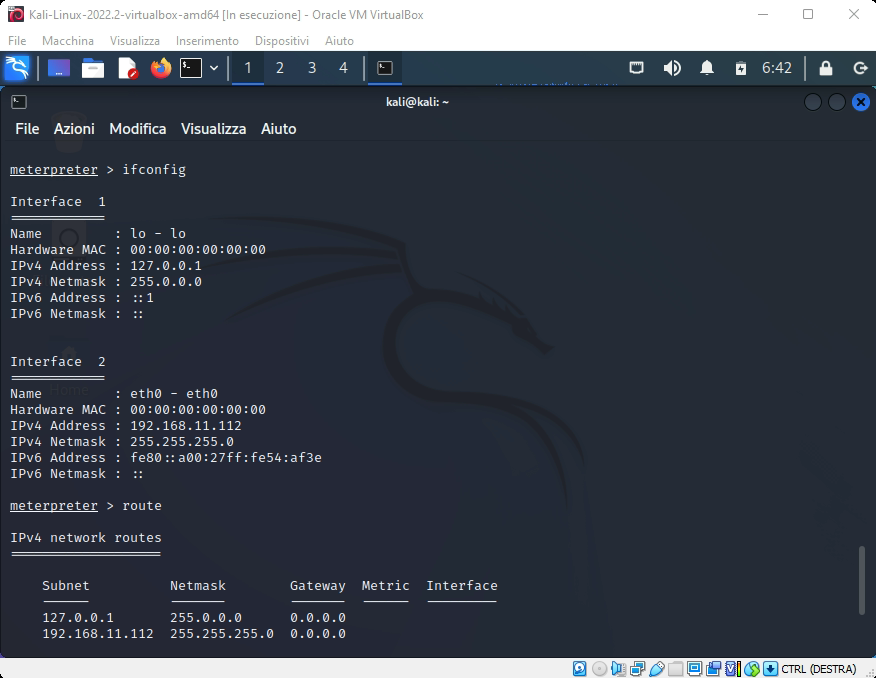 Kali-Linux-2022.2-virtualbox-amd64 [In esecuzione] - Oracle VM VirtualBox
File Macchina Visualizza Inserimento Dispositivi Aiuto
1 2 3 4 6:42
kali@kali: ~
File Azioni Modifica Visualizza Aiuto
meterpreter > ifconfig
Interface 1
============
Name : lo - lo
Hardware MAC : 00:00:00:00:00:00
IPv4 Address : 127.0.0.1
IPv4 Netmask : 255.0.0.0
IPv6 Address : ::1
IPv6 Netmask : ::
Interface 2
============
Name : eth0 - eth0
Hardware MAC : 00:00:00:00:00:00
IPv4 Address : 192.168.11.112
IPv4 Netmask : 255.255.255.0
IPv6 Address : fe80::a00:27ff:fe54:af3e
IPv6 Netmask : ::
meterpreter > route
IPv4 network routes
===================
Subnet Netmask Gateway Metric Interface
------ ------- ------- ------ ---------
127.0.0.1 255.0.0.0 0.0.0.0
192.168.11.112 255.255.255.0 0.0.0.0
CTRL (DESTRA)